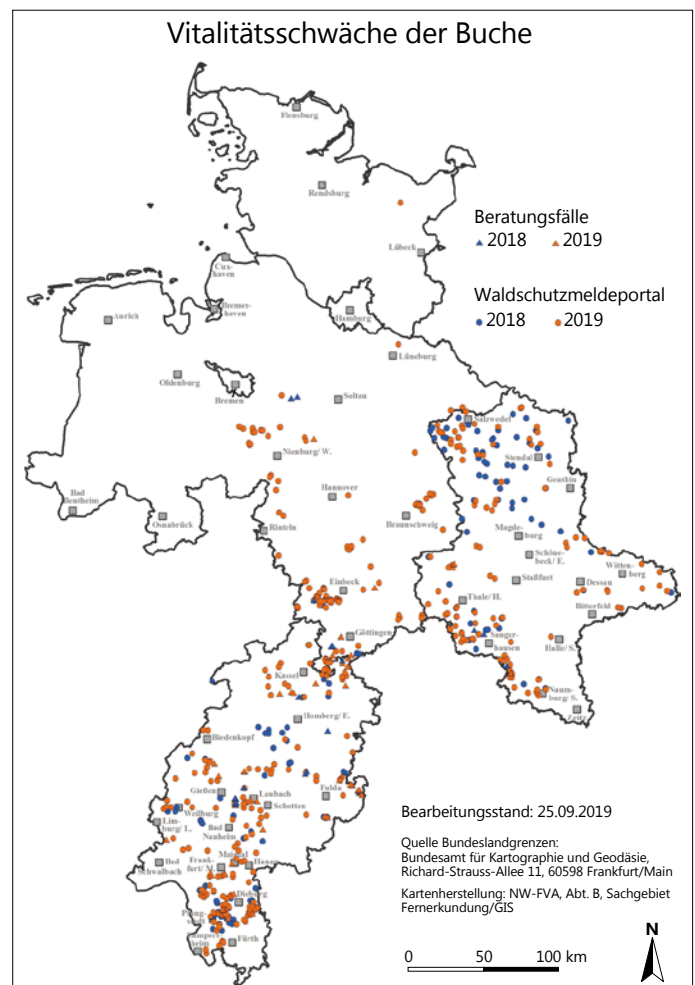 Vitalitätsschwäche der Buche
Flensburg
Rendsburg
Beratungsfälle
2018 2019
Lübeck
Cux-
haven
Waldschutzmeldeportal
2018 2019
Bremer-
haven
Hamburg
Aurich
Lüneburg
Oldenburg
Bremen
Soltau
Salzwedel
Nienburg/ W.
Stendal
Genthin
Bad
Bentheim
Osnabrück
Hannover
Rinteln
Braunschweig
Magde-
burg
Schöne-
beck/ E.
Witten-
berg
Einbeck
Staßfurt
Dessau
Thale/ H.
Bitterfeld
Göttingen
Sanger-
hausen
Halle/ S.
Kassel
Naum-
burg/ S.
Zeitz
Homberg/ E.
Biedenkopf
Gießen
Laubach
Fulda
Schotten
Weilburg
Lim-
burg/ L.
Bad
Nauheim
Bearbeitungsstand: 25.09.2019
Maintal
Bad
Schwalbach
Frank-
furt/ M.
Hanau
Quelle Bundeslandgrenzen:
Bundesamt für Kartographie und Geodäsie,
Richard-Strauss-Allee 11, 60598 Frankfurt/Main
Dieburg
Kartenherstellung: NW-FVA, Abt. B, Sachgebiet
Fernerkundung/GIS
Pfung-
stadt
Lampert-
heim
Fürth
N
0 50 100 km